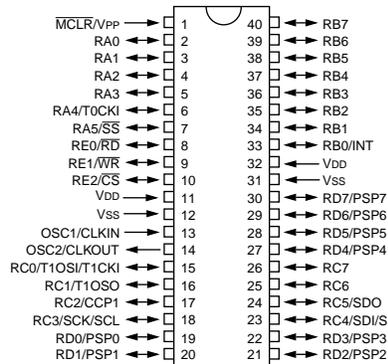 MCLR/VPP 1 40 RB7
RA0 2 39 RB6
RA1 3 38 RB5
RA2 4 37 RB4
RA3 5 36 RB3
RA4/T0CKI 6 35 RB2
RA5/SS 7 34 RB1
RE0/RD 8 33 RB0/INT
RE1/WR 9 32 VDD
RE2/CS 10 31 VSS
VDD 11 30 RD7/PSP7
VSS 12 29 RD6/PSP6
OSC1/CLKIN 13 28 RD5/PSP5
OSC2/CLKOUT 14 27 RD4/PSP4
RC0/T1OSI/T1CKI 15 26 RC7
RC1/T1OSO 16 25 RC6
RC2/CCP1 17 24 RC5/SDO
RC3/SCK/SCL 18 23 RC4/SDI/S
RD0/PSP0 19 22 RD3/PSP3
RD1/PSP1 20 21 RD2/PSP2